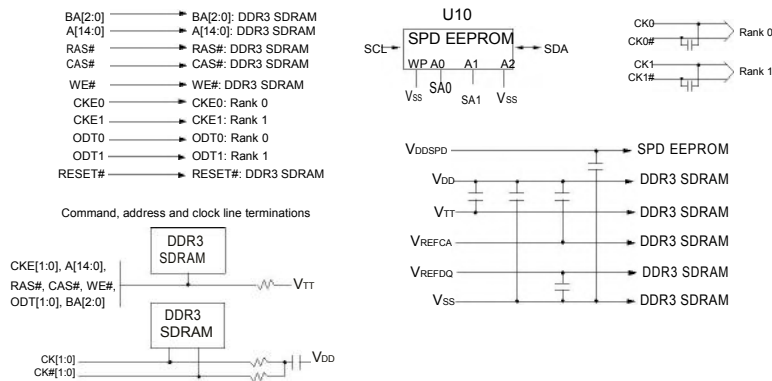 BA[2:0] BA[2:0]: DDR3 SDRAM
A[14:0] A[14:0]: DDR3 SDRAM
RAS# RAS#: DDR3 SDRAM
CAS# CAS#: DDR3 SDRAM
WE# WE#: DDR3 SDRAM
CKE0 CKE0: Rank 0
CKE1 CKE1: Rank 1
ODT0 ODT0: Rank 0
ODT1 ODT1: Rank 1
RESET# RESET#: DDR3 SDRAM
U10
SPD EEPROM
SCL SDA
WP A0 A1 A2
VSS SA0 SA1 VSS
CK0
CK0#
Rank 0
CK1
CK1#
Rank 1
VDDSPD SPD EEPROM
VDD DDR3 SDRAM
VTT DDR3 SDRAM
VREFCA DDR3 SDRAM
VREFDQ DDR3 SDRAM
VSS DDR3 SDRAM
Command, address and clock line terminations
DDR3
SDRAM
CKE[1:0], A[14:0],
RAS#, CAS#, WE#,
ODT[1:0], BA[2:0]
VTT
DDR3
SDRAM
CK[1:0]
CK#[1:0]
VDD